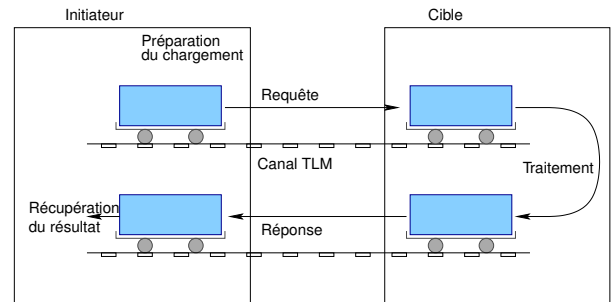 Initiateur
Cible
Préparation
du chargement
Requête
Canal TLM
Traitement
Récupération
du résultat
Réponse